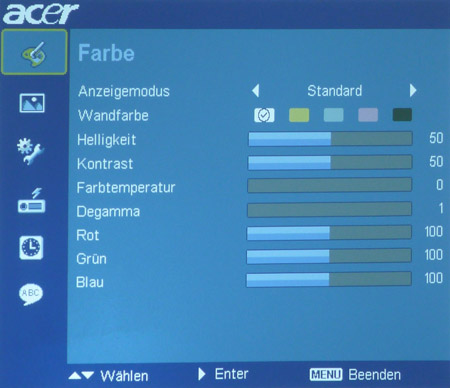 acer
Farbe
Anzeigemodus Standard
Wandfarbe
Helligkeit 50
Kontrast 50
Farbtemperatur 0
Degamma 1
Rot 100
Grün 100
Blau 100
ABC
Wählen Enter MENU Beenden